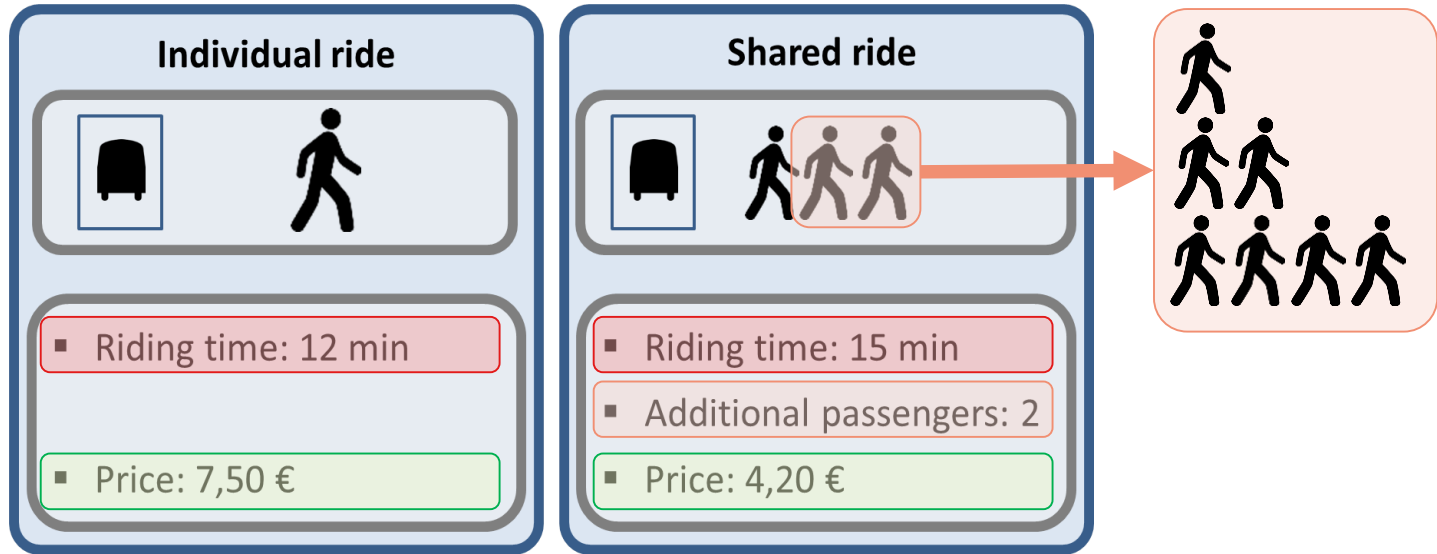 Individual ride
▪ Riding time: 12 min
▪ Price: 7,50 €
Shared ride
▪ Riding time: 15 min
▪ Additional passengers: 2
▪ Price: 4,20 €